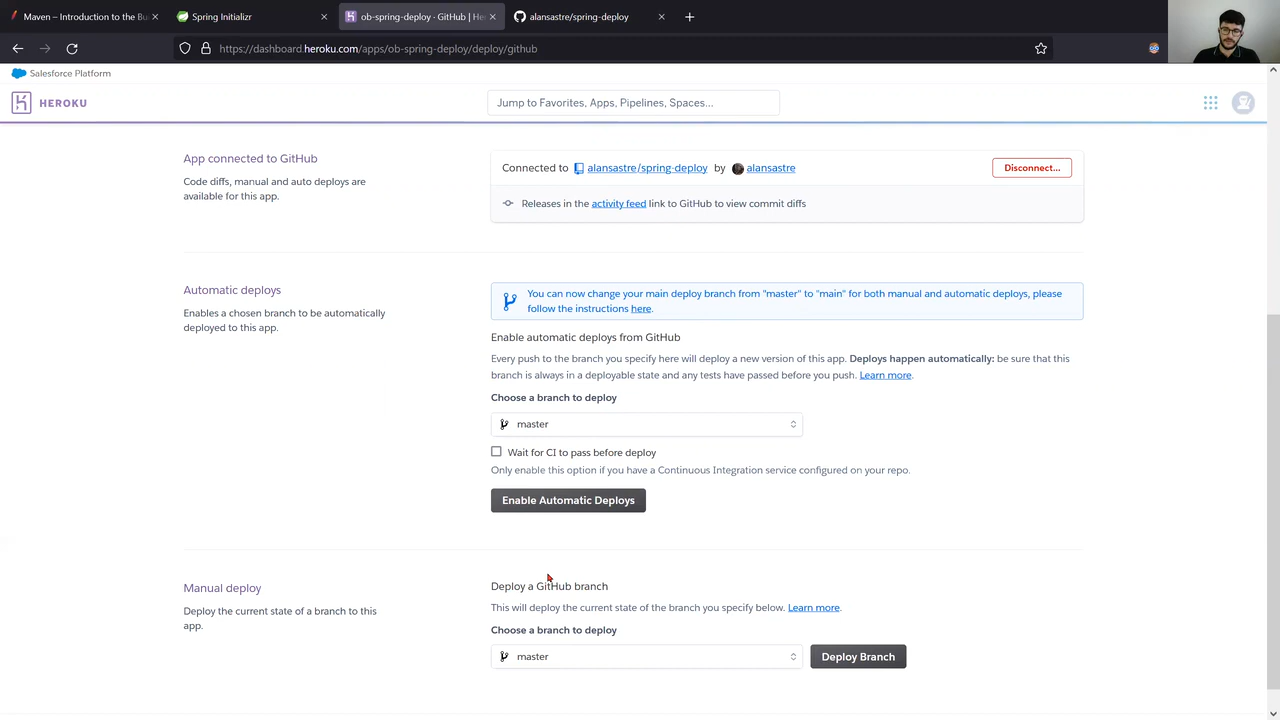 Maven – Introduction to the Bu
Spring Initializr
ob-spring-deploy · GitHub | He
alansastre/spring-deploy
https://dashboard.heroku.com/apps/ob-spring-deploy/deploy/github
Salesforce Platform
HEROKU
Jump to Favorites, Apps, Pipelines, Spaces...
App connected to GitHub
Code diffs, manual and auto deploys are
available for this app.
Connected to alansastre/spring-deploy by alansastre
Disconnect...
Releases in the activity feed link to GitHub to view commit diffs
Automatic deploys
Enables a chosen branch to be automatically
deployed to this app.
You can now change your main deploy branch from "master" to "main" for both manual and automatic deploys, please
follow the instructions here.
Enable automatic deploys from GitHub
Every push to the branch you specify here will deploy a new version of this app. Deploys happen automatically: be sure that this
branch is always in a deployable state and any tests have passed before you push. Learn more.
Choose a branch to deploy
master
Wait for CI to pass before deploy
Only enable this option if you have a Continuous Integration service configured on your repo.
Enable Automatic Deploys
Manual deploy
Deploy the current state of a branch to this
app.
Deploy a GitHub branch
This will deploy the current state of the branch you specify below. Learn more.
Choose a branch to deploy
master
Deploy Branch